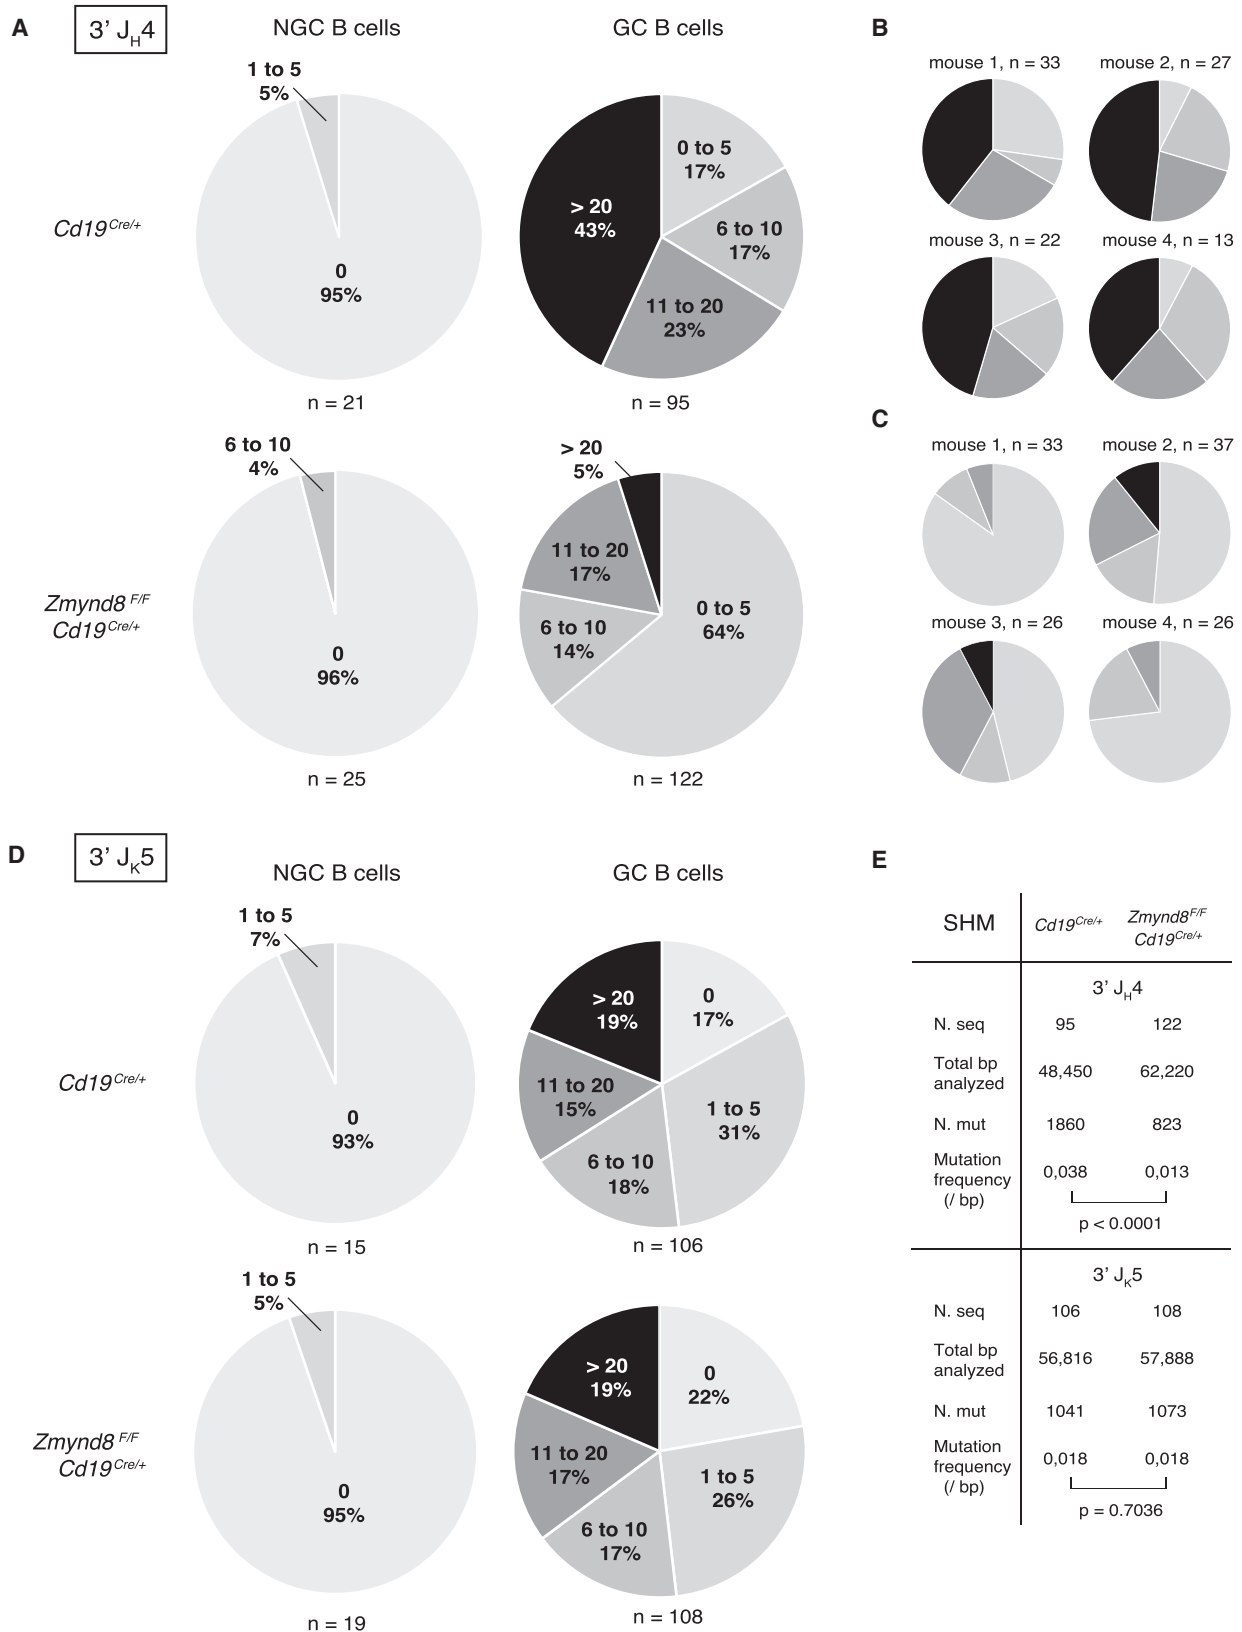 A
3’ JH4
NGC B cells
GC B cells
1 to 5
5%
0
95%
n = 21
0 to 5
17%
6 to 10
17%
11 to 20
23%
> 20
43%
n = 95
Cd19Cre/+
6 to 10
4%
0
96%
n = 25
> 20
5%
11 to 20
17%
6 to 10
14%
0 to 5
64%
n = 122
Zmynd8 F/F
Cd19Cre/+
B
mouse 1, n = 33
mouse 2, n = 27
mouse 3, n = 22
mouse 4, n = 13
C
mouse 1, n = 33
mouse 2, n = 37
mouse 3, n = 26
mouse 4, n = 26
D
3’ JK5
NGC B cells
GC B cells
1 to 5
7%
0
93%
n = 15
> 20
19%
0
17%
11 to 20
15%
1 to 5
31%
6 to 10
18%
n = 106
Cd19Cre/+
1 to 5
5%
0
95%
n = 19
> 20
19%
0
22%
11 to 20
17%
1 to 5
26%
6 to 10
17%
n = 108
Zmynd8 F/F
Cd19Cre/+
E
SHM Cd19Cre/+ Zmynd8F/F
Cd19Cre/+
3’ JH4
N. seq 95 122
Total bp
analyzed 48,450 62,220
N. mut 1860 823
Mutation
frequency 0,038 0,013
(/ bp)
p < 0.0001
3’ JK5
N. seq 106 108
Total bp
analyzed 56,816 57,888
N. mut 1041 1073
Mutation
frequency 0,018 0,018
(/ bp)
p = 0.7036